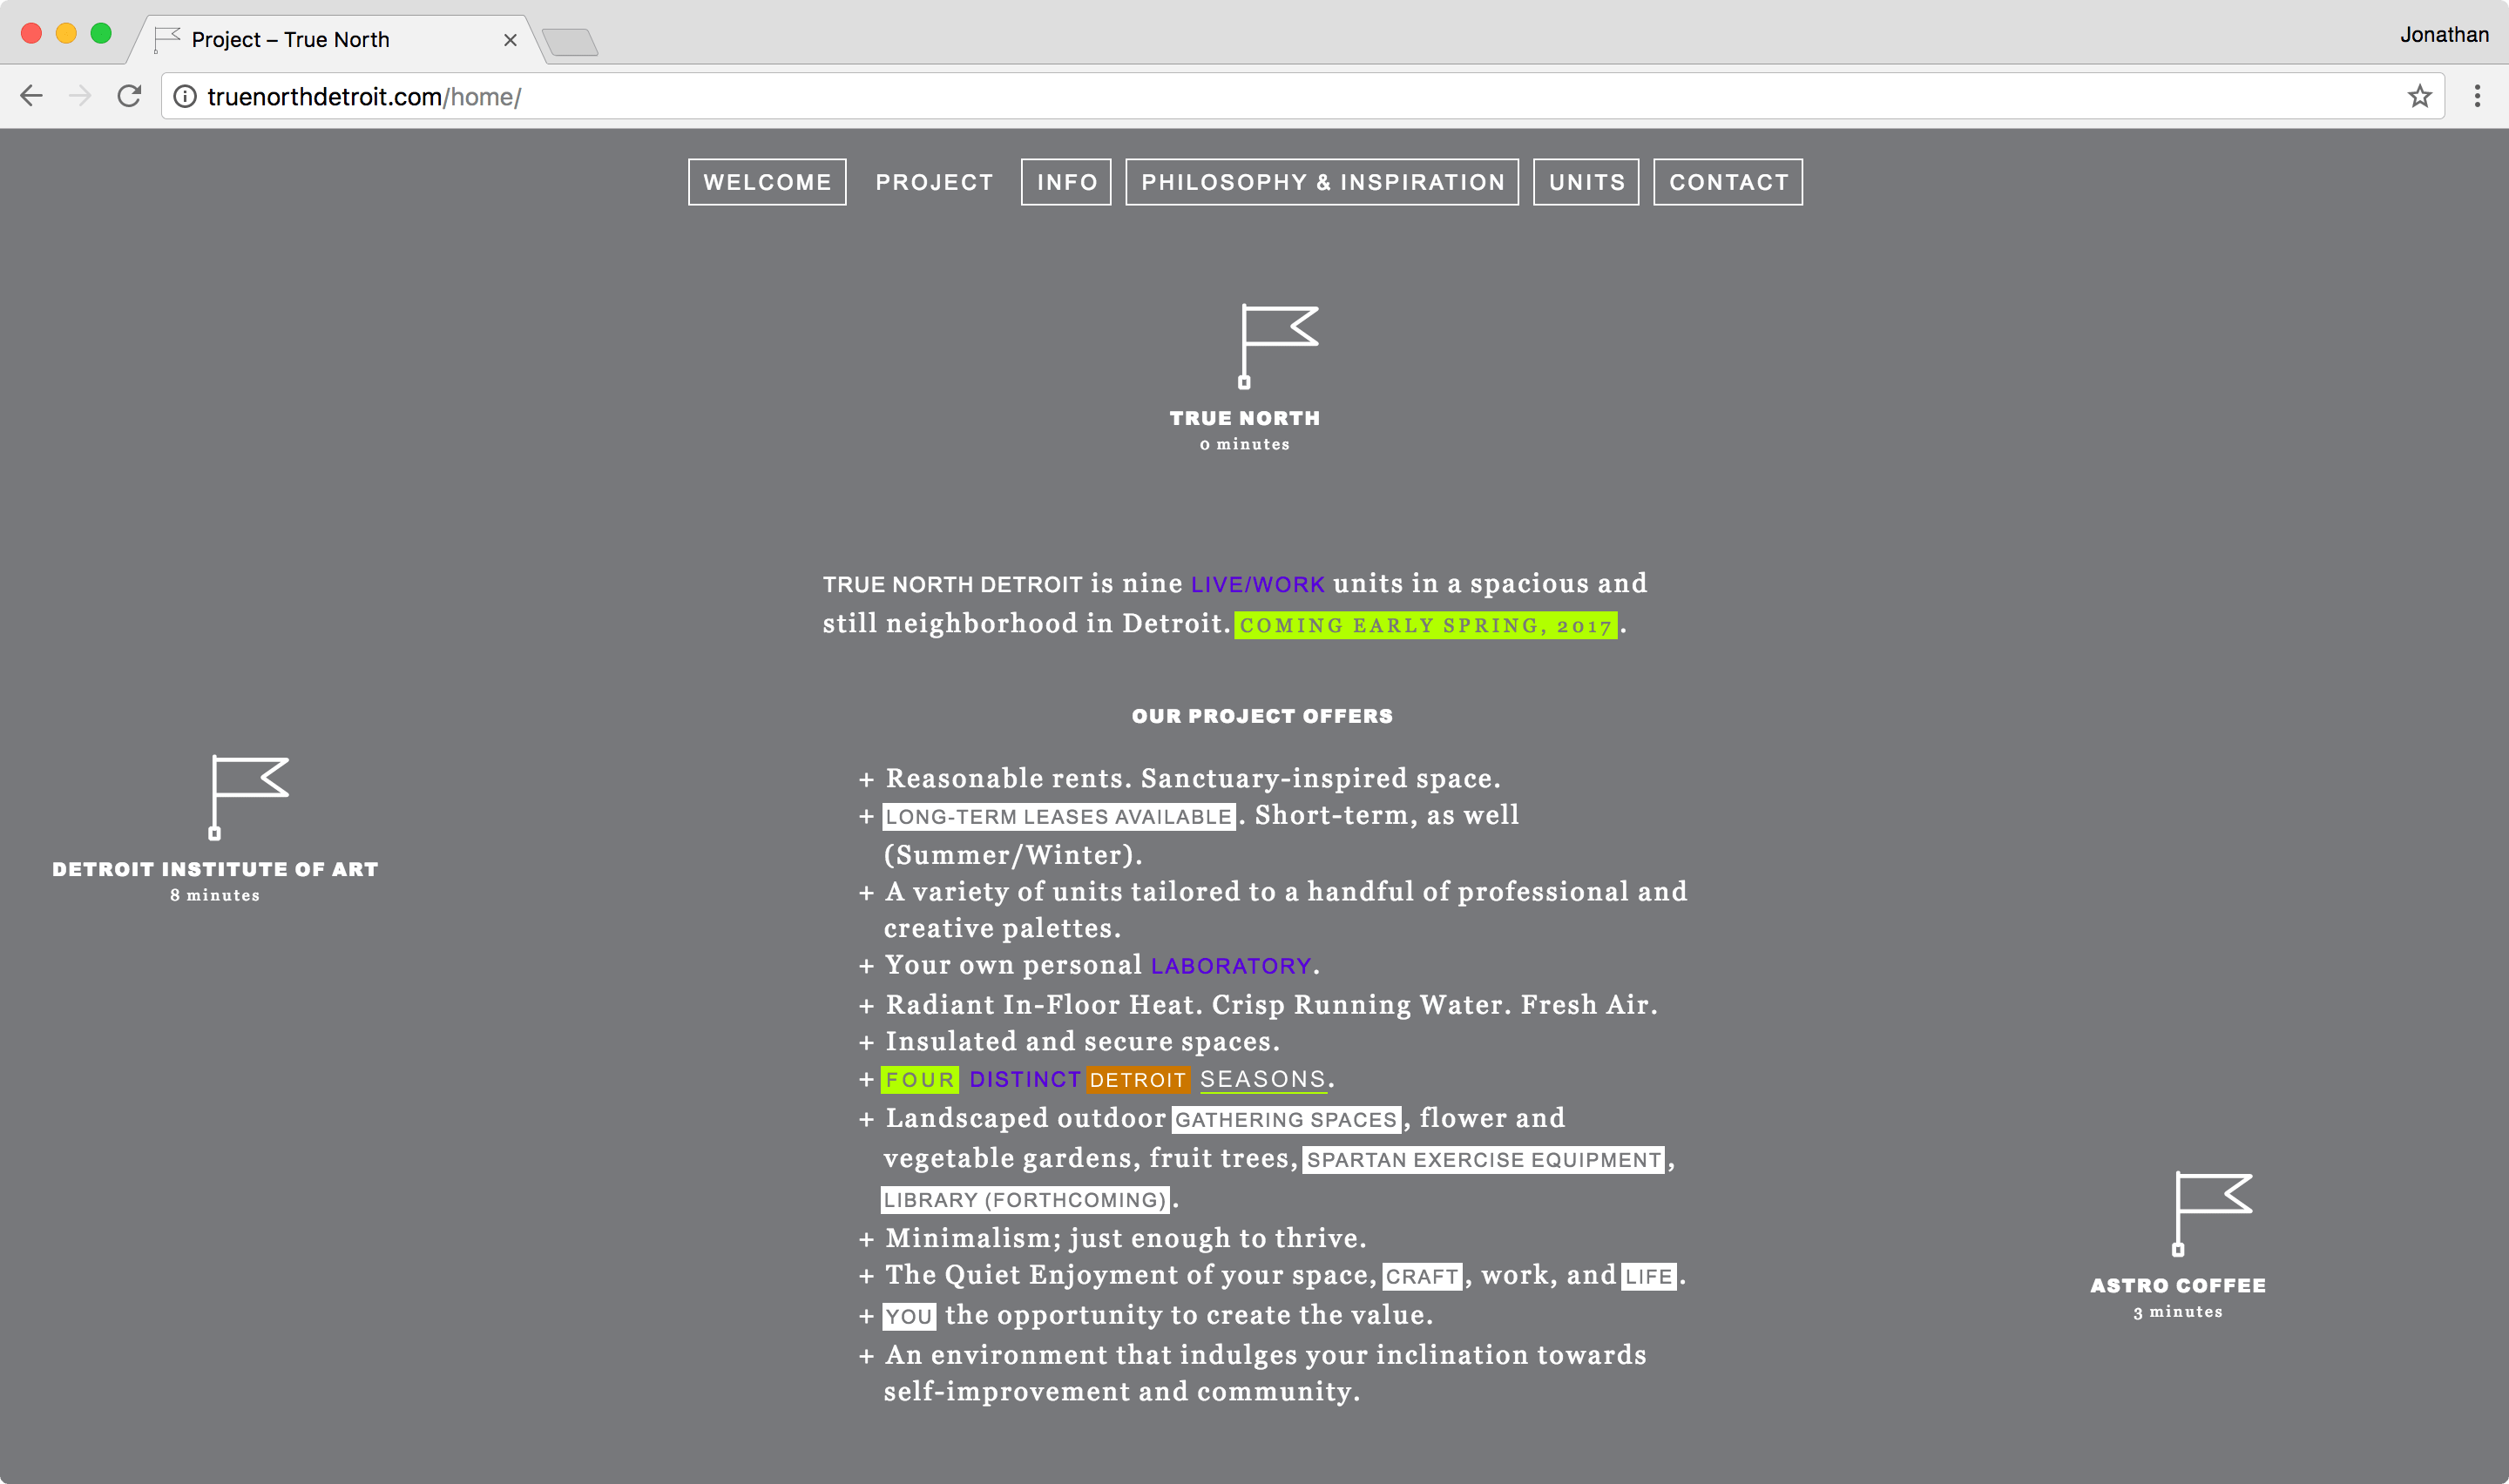 Project – True North
Jonathan
truenorthdetroit.com/home/
WELCOME PROJECT INFO PHILOSOPHY & INSPIRATION UNITS CONTACT
TRUE NORTH
0 minutes
TRUE NORTH DETROIT is nine LIVE/WORK units in a spacious and
still neighborhood in Detroit. COMING EARLY SPRING, 2017.
OUR PROJECT OFFERS
+ Reasonable rents. Sanctuary-inspired space.
+ LONG-TERM LEASES AVAILABLE. Short-term, as well
(Summer/Winter).
+ A variety of units tailored to a handful of professional and
creative palettes.
+ Your own personal LABORATORY.
+ Radiant In-Floor Heat. Crisp Running Water. Fresh Air.
+ Insulated and secure spaces.
+ FOUR DISTINCT DETROIT SEASONS.
+ Landscaped outdoor GATHERING SPACES, flower and
vegetable gardens, fruit trees, SPARTAN EXERCISE EQUIPMENT,
LIBRARY (FORTHCOMING).
+ Minimalism; just enough to thrive.
+ The Quiet Enjoyment of your space, CRAFT, work, and LIFE.
+ YOU the opportunity to create the value.
+ An environment that indulges your inclination towards
self-improvement and community.
DETROIT INSTITUTE OF ART
8 minutes
ASTRO COFFEE
3 minutes